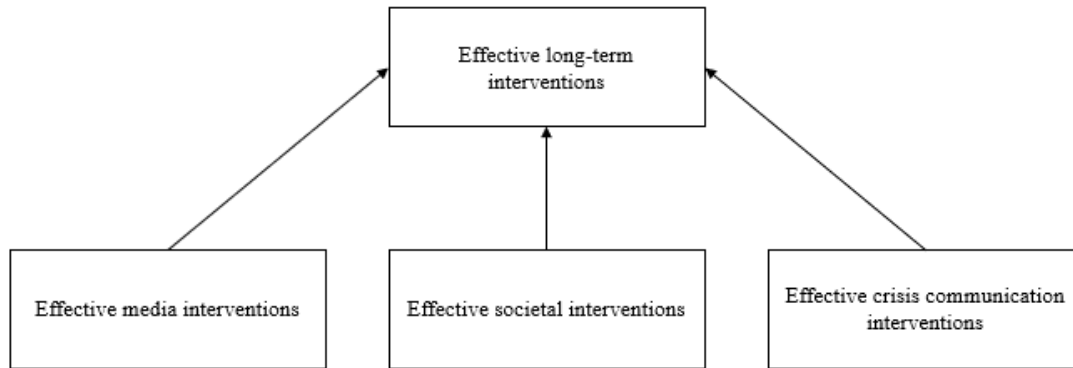 Effective long-term
interventions
Effective media interventions
Effective societal interventions
Effective crisis communication
interventions